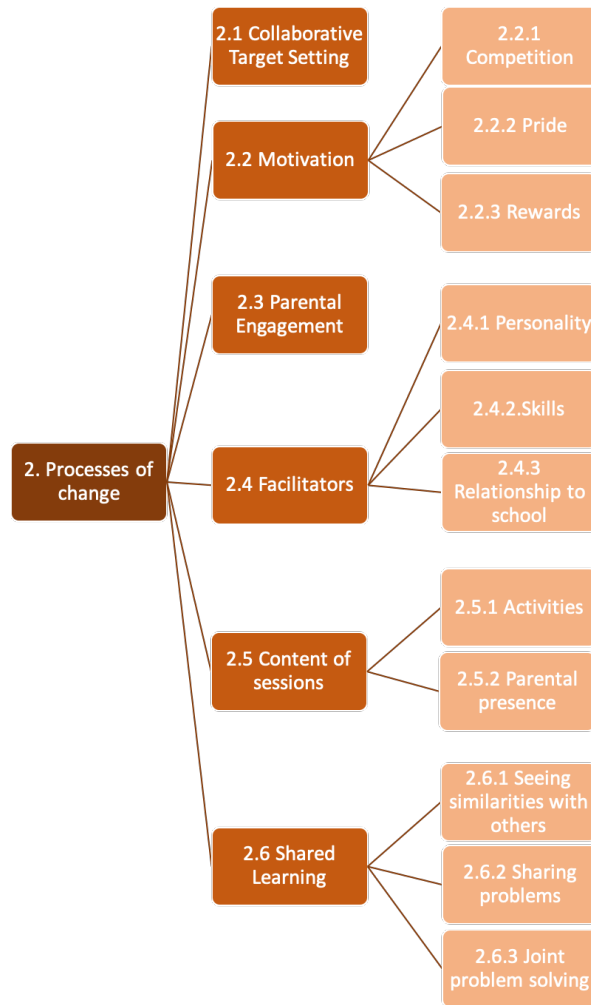 2. Processes of
change
2.1 Collaborative
Target Setting
2.2 Motivation
2.2.1
Competition
2.2.2 Pride
2.2.3 Rewards
2.3 Parental
Engagement
2.4 Facilitators
2.4.1 Personality
2.4.2.Skills
2.4.3
Relationship to
school
2.5 Content of
sessions
2.5.1 Activities
2.5.2 Parental
presence
2.6 Shared
Learning
2.6.1 Seeing
similarities with
others
2.6.2 Sharing
problems
2.6.3 Joint
problem solving